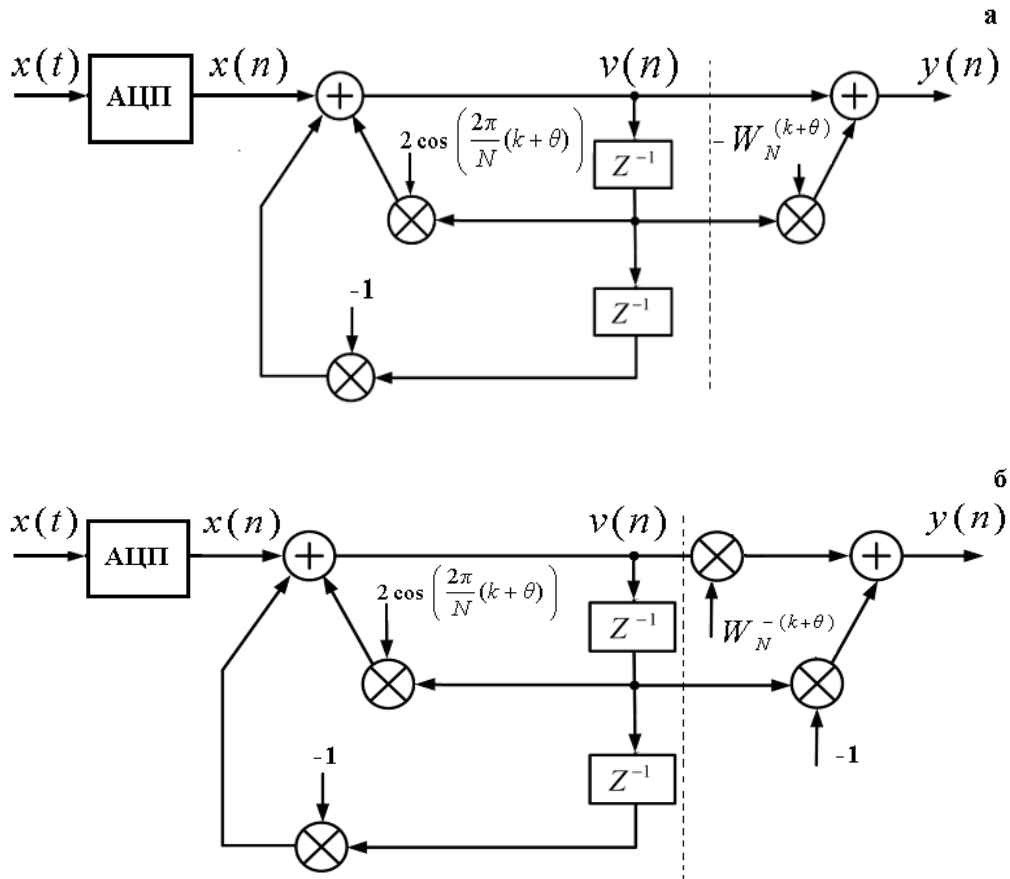 а
x(t)
АЦП
x(n)
v(n)
y(n)
2 cos (2π/N (k + θ))
Z⁻¹
- W_N^(k+θ)
Z⁻¹
-1
б
x(t)
АЦП
x(n)
v(n)
y(n)
2 cos (2π/N (k + θ))
Z⁻¹
W_N^-(k+θ)
Z⁻¹
-1
-1